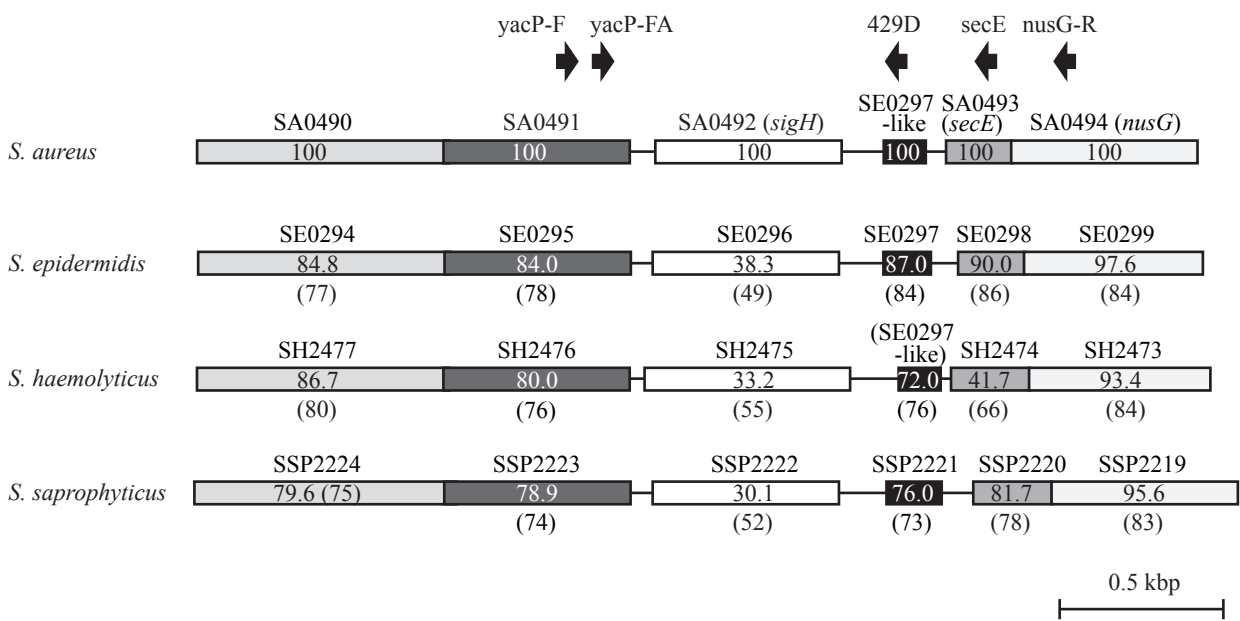 yacP-F yacP-FA 429D secE nusG-R
SE0297 SA0493
SA0490 SA0491 SA0492 (sigH) -like (secE) SA0494 (nusG)
S. aureus 100 100 100 100 100 100
SE0294 SE0295 SE0296 SE0297 SE0298 SE0299
S. epidermidis 84.8 84.0 38.3 87.0 90.0 97.6
(77) (78) (49) (84) (86) (84)
(SE0297
SH2477 SH2476 SH2475 -like) SH2474 SH2473
S. haemolyticus 86.7 80.0 33.2 72.0 41.7 93.4
(80) (76) (55) (76) (66) (84)
SSP2224 SSP2223 SSP2222 SSP2221 SSP2220 SSP2219
S. saprophyticus 79.6 (75) 78.9 30.1 76.0 81.7 95.6
(74) (52) (73) (78) (83)
0.5 kbp